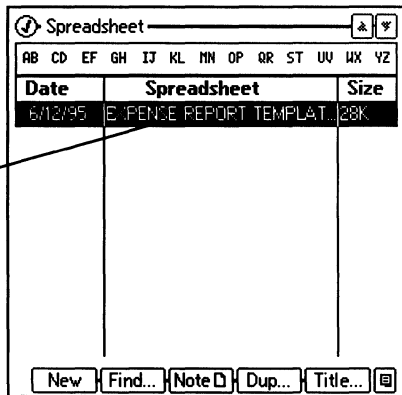 Spreadsheet
AB CD EF GH IJ KL MN OP QR ST UV WX YZ
Date Spreadsheet Size
6/12/95 EXPENSE REPORT TEMPLAT... 28K
New Find... Note Dup... Title...